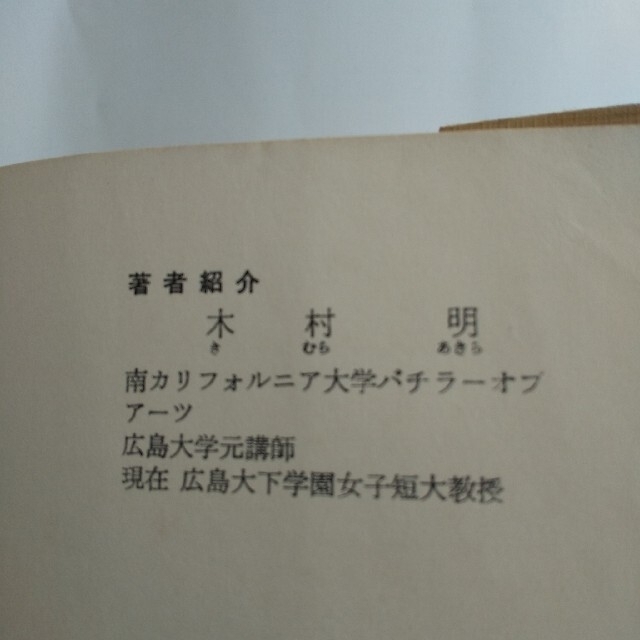 著者紹介
木村明
きむらあきら
南カリフォルニア大学バチラーオブ
アーツ
広島大学元講師
現在 広島大下学園女子短大教授